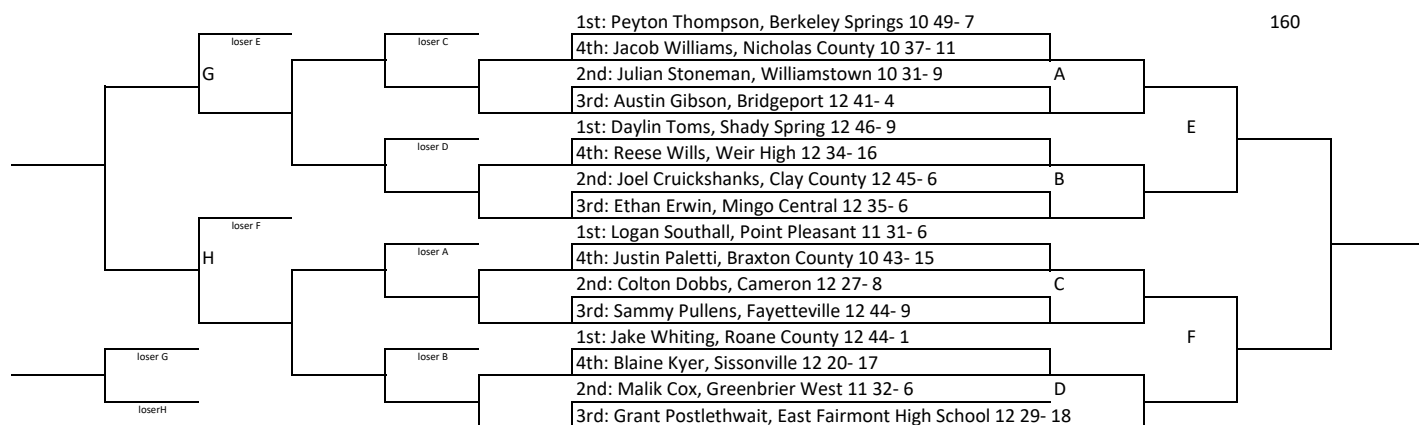 1st: Peyton Thompson, Berkeley Springs 10 49- 7
160
loser E
loser C
4th: Jacob Williams, Nicholas County 10 37- 11
G
2nd: Julian Stoneman, Williamstown 10 31- 9
A
3rd: Austin Gibson, Bridgeport 12 41- 4
1st: Daylin Toms, Shady Spring 12 46- 9
E
loser D
4th: Reese Wills, Weir High 12 34- 16
2nd: Joel Cruickshanks, Clay County 12 45- 6
B
3rd: Ethan Erwin, Mingo Central 12 35- 6
loser F
1st: Logan Southall, Point Pleasant 11 31- 6
loser A
H
4th: Justin Paletti, Braxton County 10 43- 15
2nd: Colton Dobbs, Cameron 12 27- 8
C
3rd: Sammy Pullens, Fayetteville 12 44- 9
1st: Jake Whiting, Roane County 12 44- 1
F
loser G
loser B
4th: Blaine Kyer, Sissonville 12 20- 17
2nd: Malik Cox, Greenbrier West 11 32- 6
D
loserH
3rd: Grant Postlethwait, East Fairmont High School 12 29- 18